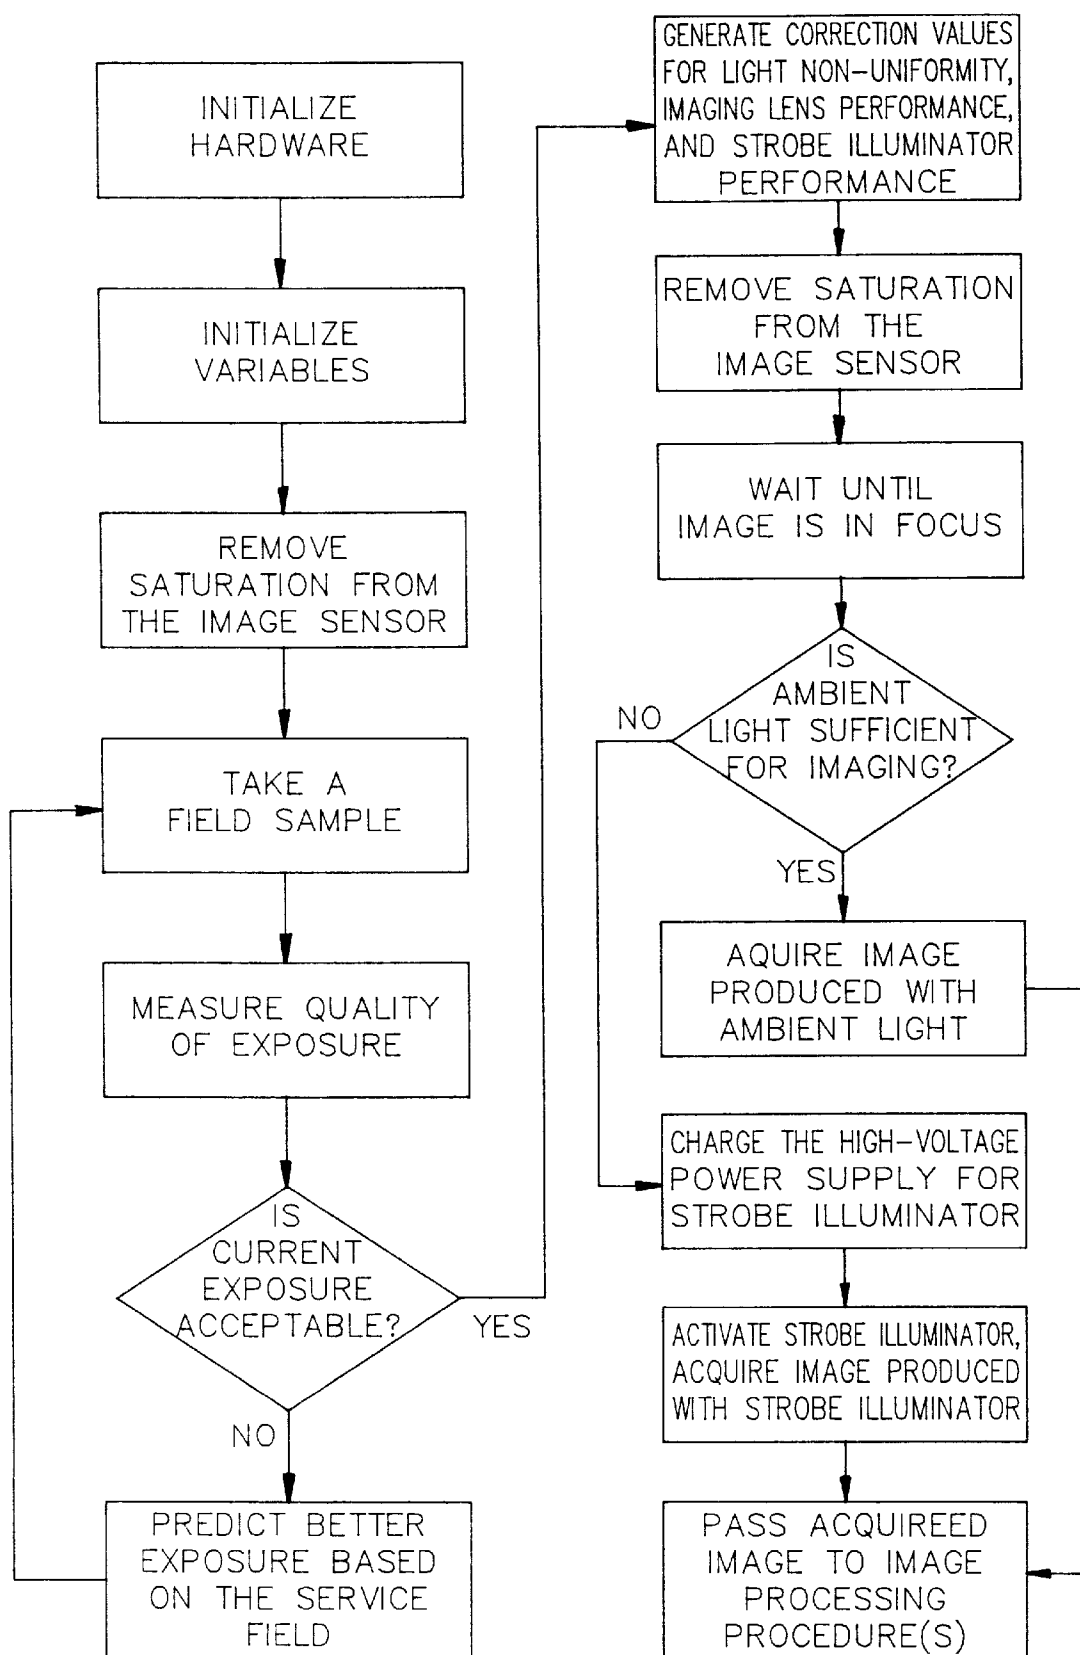 INITIALIZE
HARDWARE
INITIALIZE
VARIABLES
REMOVE
SATURATION FROM
THE IMAGE SENSOR
TAKE A
FIELD SAMPLE
MEASURE QUALITY
OF EXPOSURE
IS
CURRENT
EXPOSURE
ACCEPTABLE?
YES
NO
PREDICT BETTER
EXPOSURE BASED
ON THE SERVICE
FIELD
GENERATE CORRECTION VALUES
FOR LIGHT NON-UNIFORMITY,
IMAGING LENS PERFORMANCE,
AND STROBE ILLUMINATOR
PERFORMANCE
REMOVE SATURATION
FROM THE
IMAGE SENSOR
WAIT UNTIL
IMAGE IS IN FOCUS
IS
AMBIENT
LIGHT SUFFICIENT
FOR IMAGING?
NO
YES
AQUIRE IMAGE
PRODUCED WITH
AMBIENT LIGHT
CHARGE THE HIGH-VOLTAGE
POWER SUPPLY FOR
STROBE ILLUMINATOR
ACTIVATE STROBE ILLUMINATOR,
ACQUIRE IMAGE PRODUCED
WITH STROBE ILLUMINATOR
PASS ACQUIREED
IMAGE TO IMAGE
PROCESSING
PROCEDURE(S)